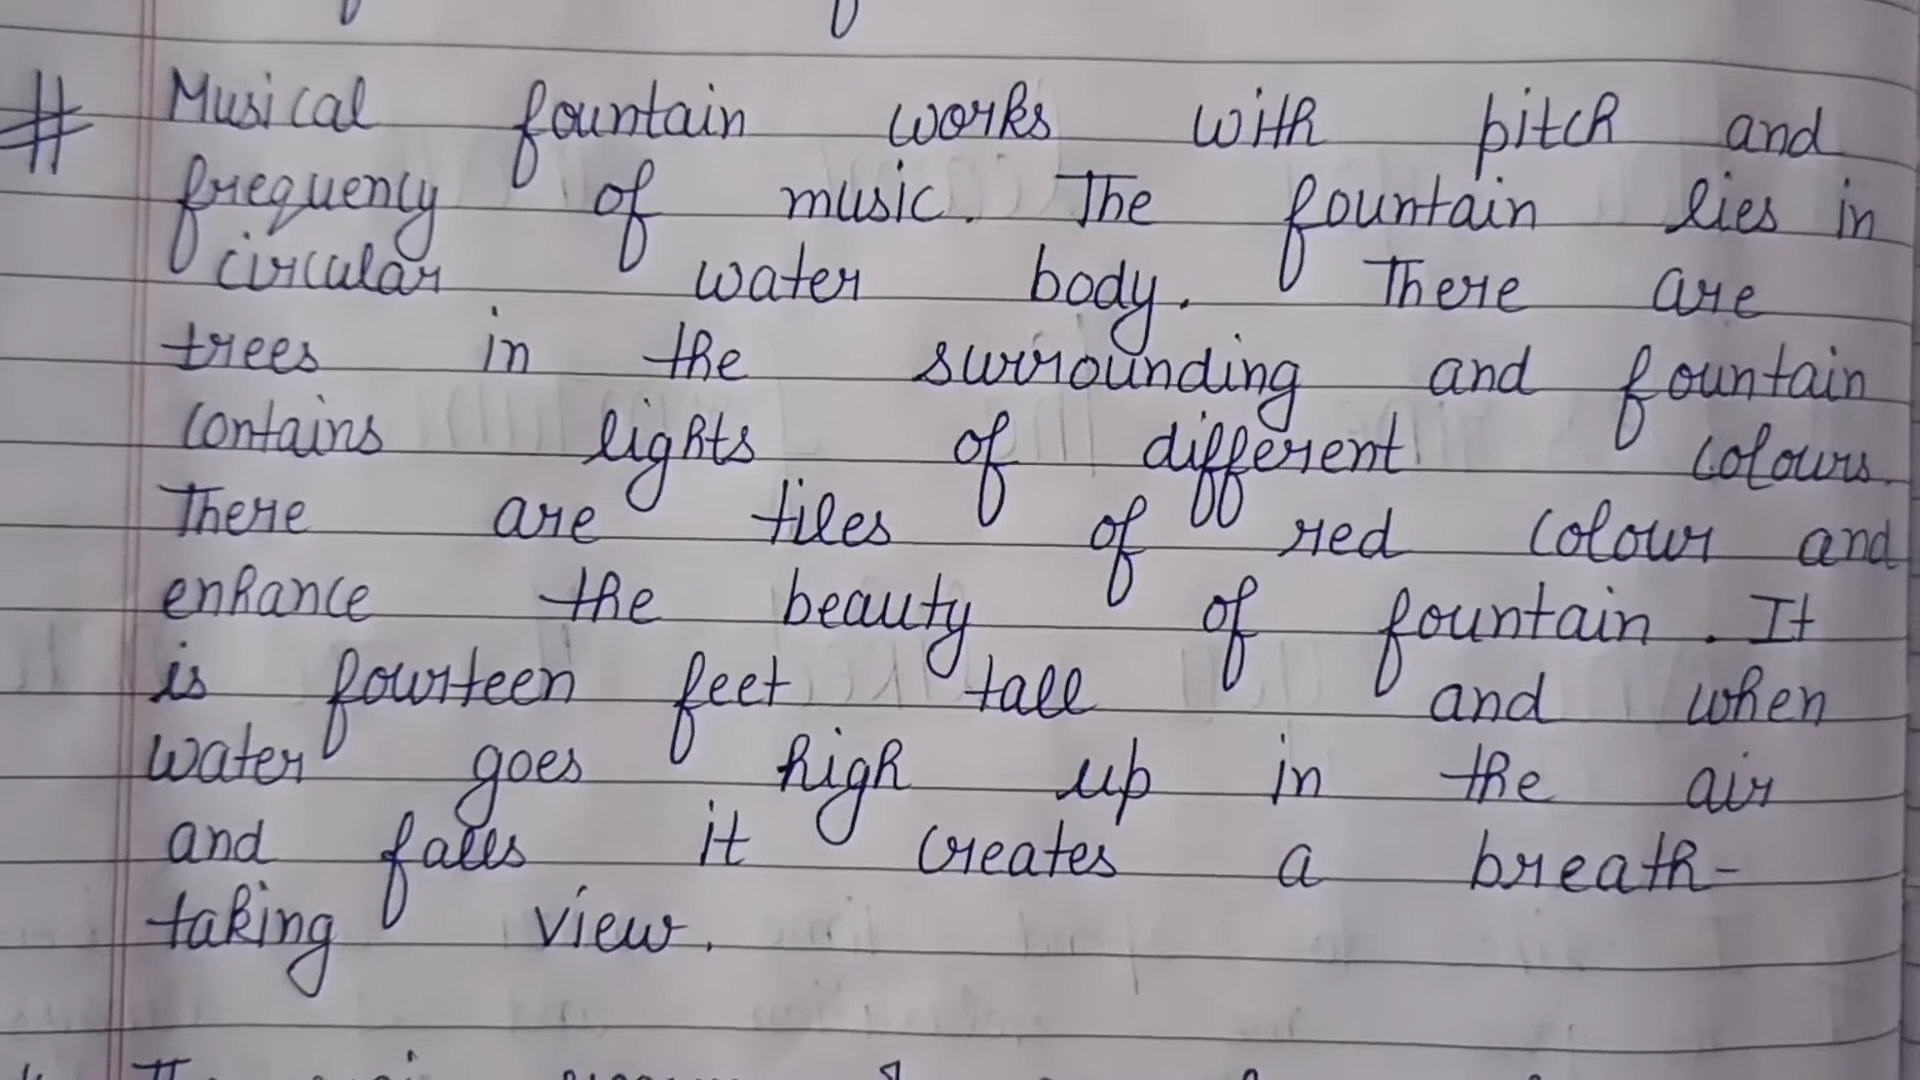 # Musical fountain works with pitch and
frequency of music. The fountain lies in
circular water body. There are
trees in the surrounding and fountain
contains lights of different colours.
There are tiles of red colour and
enhance the beauty of fountain. It
is fourteen feet tall and when
water goes high up in the air
and falls it creates a breath-
taking view.